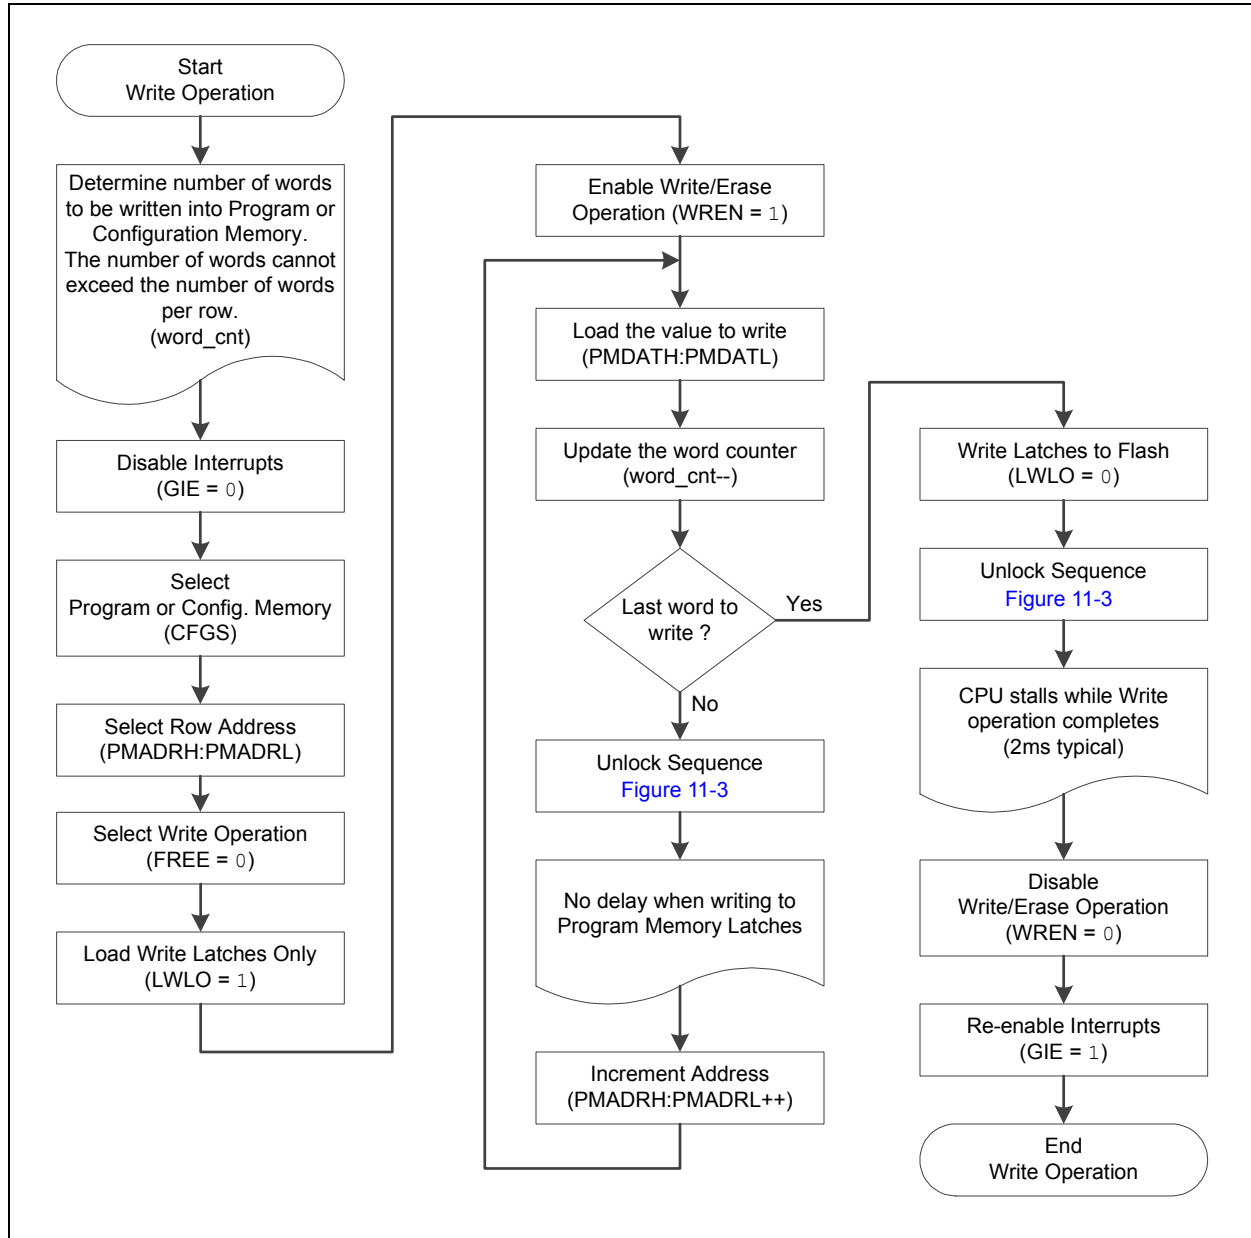 Start
Write Operation
Determine number of words
to be written into Program or
Configuration Memory.
The number of words cannot
exceed the number of words
per row.
(word_cnt)
Disable Interrupts
(GIE = 0)
Select
Program or Config. Memory
(CFGS)
Select Row Address
(PMADRH:PMADRL)
Select Write Operation
(FREE = 0)
Load Write Latches Only
(LWLO = 1)
Enable Write/Erase
Operation (WREN = 1)
Load the value to write
(PMDATH:PMDATL)
Update the word counter
(word_cnt--)
Last word to
write ?
Yes
No
Unlock Sequence
Figure 11-3
No delay when writing to
Program Memory Latches
Increment Address
(PMADRH:PMADRL++)
Write Latches to Flash
(LWLO = 0)
Unlock Sequence
Figure 11-3
CPU stalls while Write
operation completes
(2ms typical)
Disable
Write/Erase Operation
(WREN = 0)
Re-enable Interrupts
(GIE = 1)
End
Write Operation